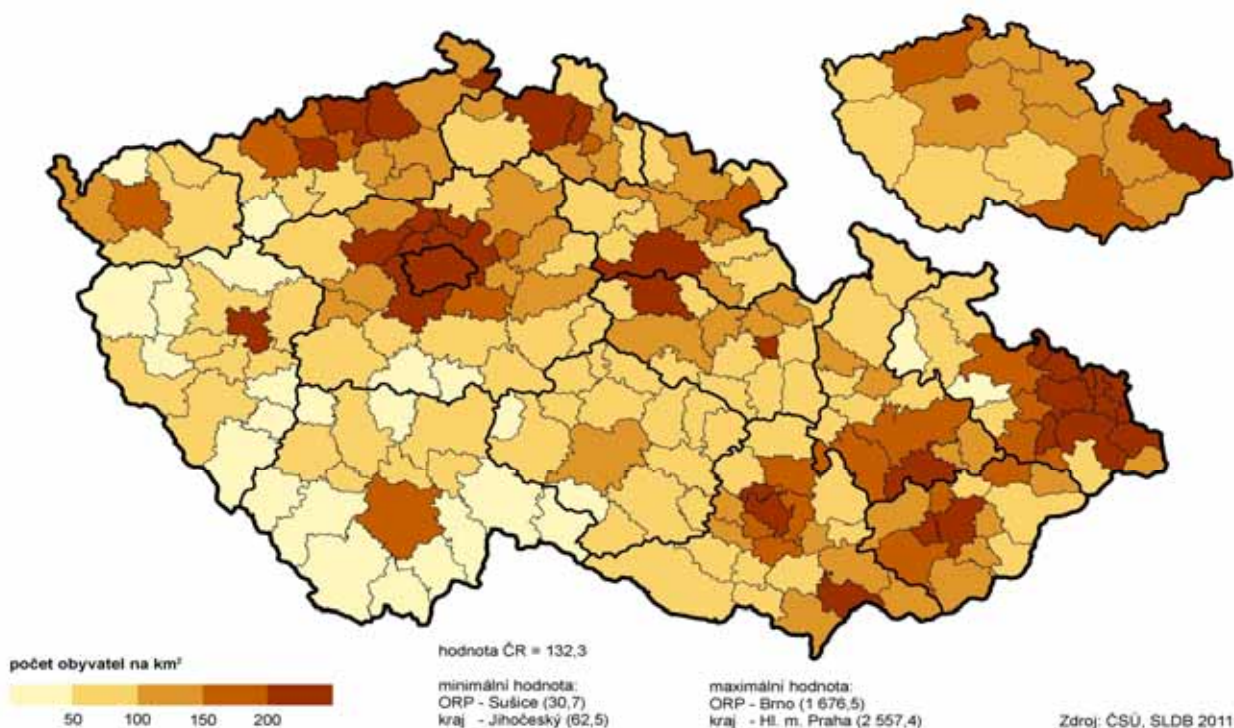 hodnota ČR = 132,3
počet obyvatel na km²
50 100 150 200
minimální hodnota:
ORP - Sušice (30,7)
kraj - Jihočeský (62,5)
maximální hodnota:
ORP - Brno (1 676,5)
kraj - Hl. m. Praha (2 557,4)
Zdroj: ČSÚ, SLDB 2011